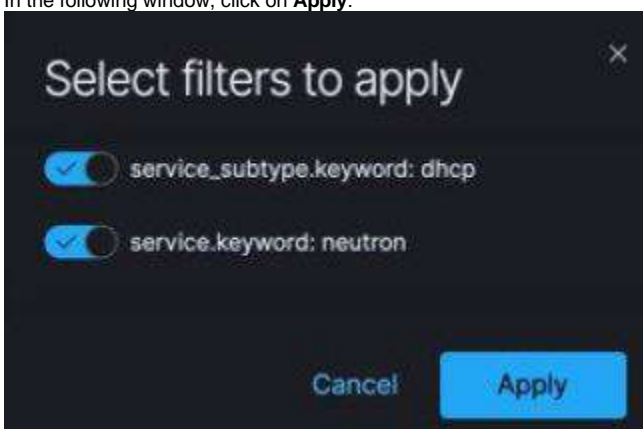 In the following window, click on Apply.
Select filters to apply
service_subtype.keyword: dhcp
service.keyword: neutron
Cancel
Apply